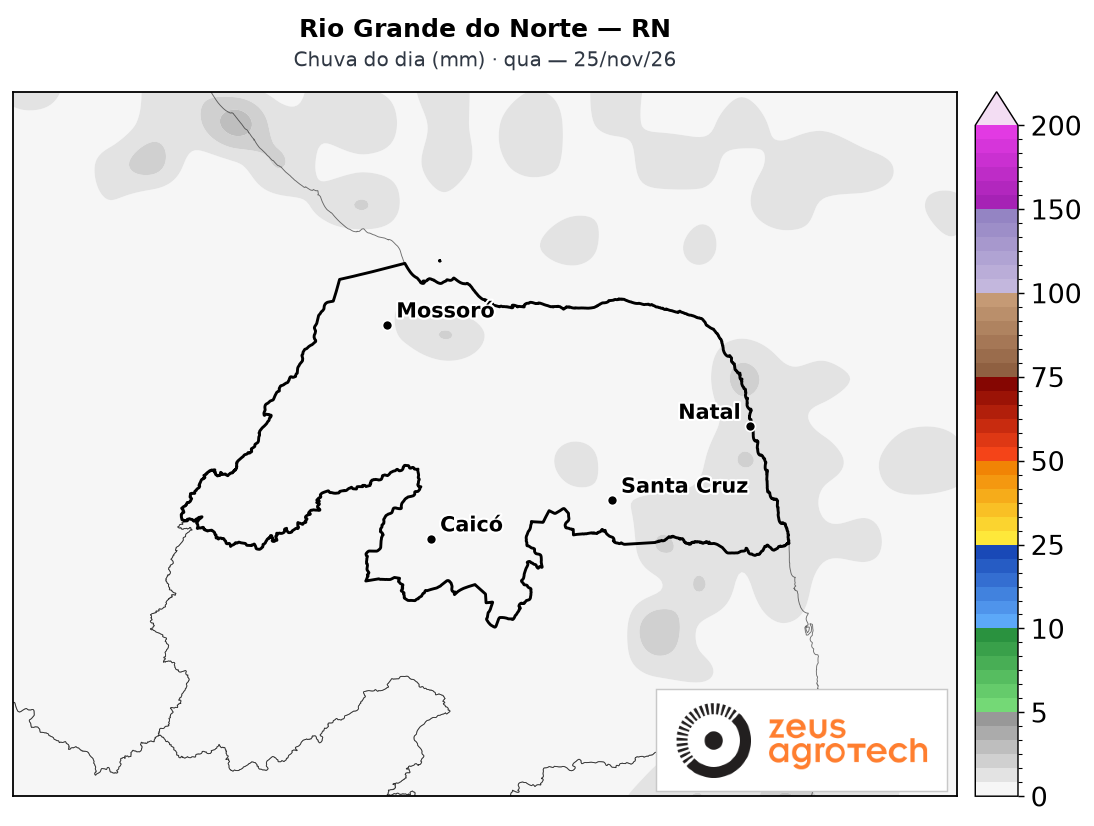 Rio Grande do Norte — RN
Chuva do dia (mm) · qua — 25/nov/26
Mossoró
Natal
Santa Cruz
Caicó
200
150
100
75
50
25
10
5
0
zeus
agrotech